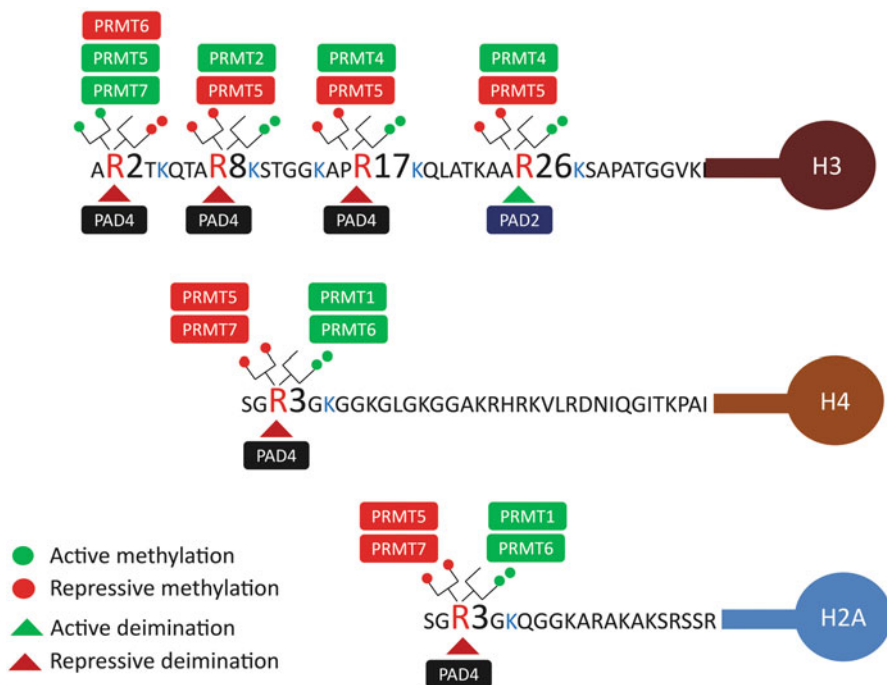 PRMT6
PRMT5 PRMT2 PRMT4 PRMT4
PRMT7 PRMT5 PRMT5 PRMT5
AR2TKQTAR8KSTGGKAPR17KQLATKAAR26KSAPATGGVKI H3
PAD4 PAD4 PAD4 PAD2
PRMT5 PRMT1
PRMT7 PRMT6
SGR3GKGGKGLGKGGAKRHRKVLRDNIQGITKPAI H4
PAD4
PRMT5 PRMT1
PRMT7 PRMT6
SGR3GKQGGKARAKAKSRSSR H2A
PAD4
Active methylation
Repressive methylation
Active deimination
Repressive deimination